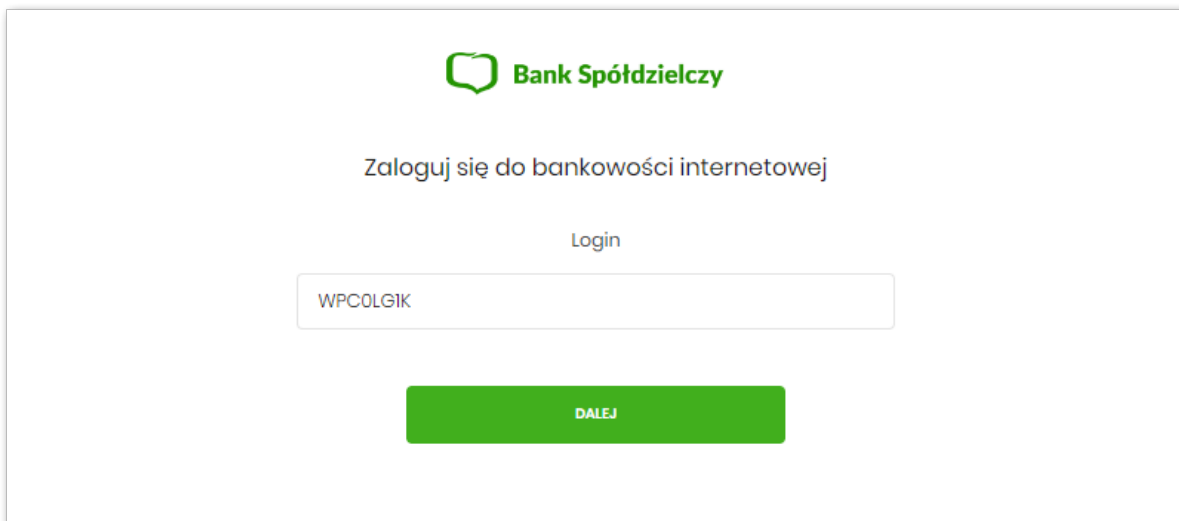 Bank Spółdzielczy
Zaloguj się do bankowości internetowej
Login
WPC0LG1K
DALEJ